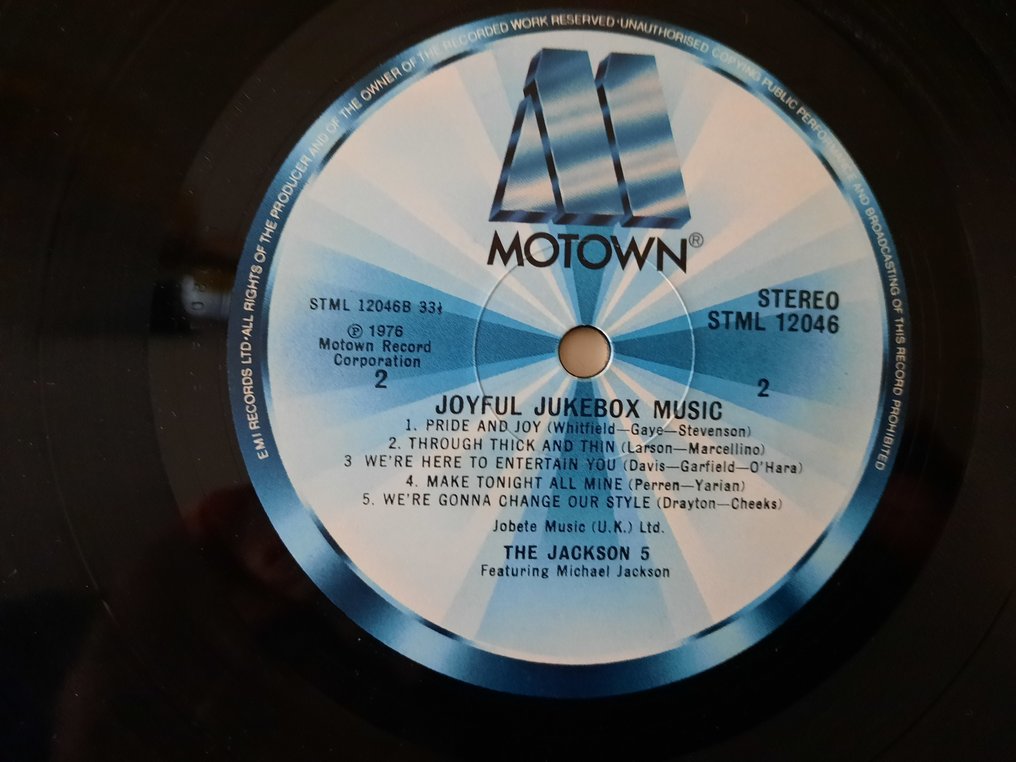 EMI RECORDS LTD·ALL RIGHTS OF THE PRODUCER AND OF THE OWNER OF THE RECORDED WORK RESERVED·UNAUTHORISED COPYING PUBLIC PERFORMANCE AND BROADCASTING OF THIS RECORD PROHIBITED
MOTOWN®
STML 12046B 33⅓
℗ 1976
Motown Record
Corporation
2
STEREO
STML 12046
2
JOYFUL JUKEBOX MUSIC
1. PRIDE AND JOY (Whitfield—Gaye—Stevenson)
2. THROUGH THICK AND THIN (Larson—Marcellino)
3 WE'RE HERE TO ENTERTAIN YOU (Davis—Garfield—O'Hara)
4. MAKE TONIGHT ALL MINE (Perren—Yarian)
5. WE'RE GONNA CHANGE OUR STYLE (Drayton—Cheeks)
Jobete Music (U.K.) Ltd.
THE JACKSON 5
Featuring Michael Jackson